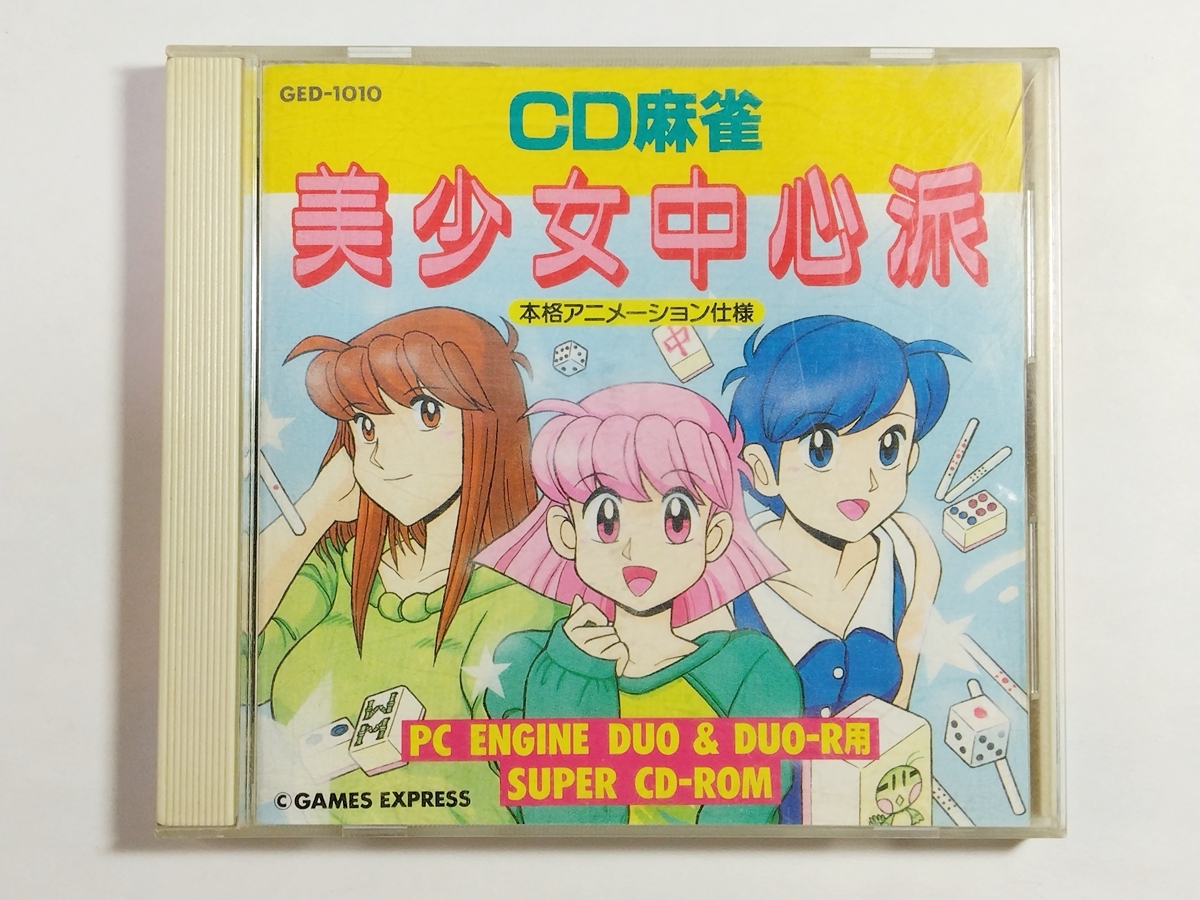 GED-1010
CD麻雀
美少女中心派
本格アニメーション仕様
中
PC ENGINE DUO & DUO-R用
SUPER CD-ROM
© GAMES EXPRESS